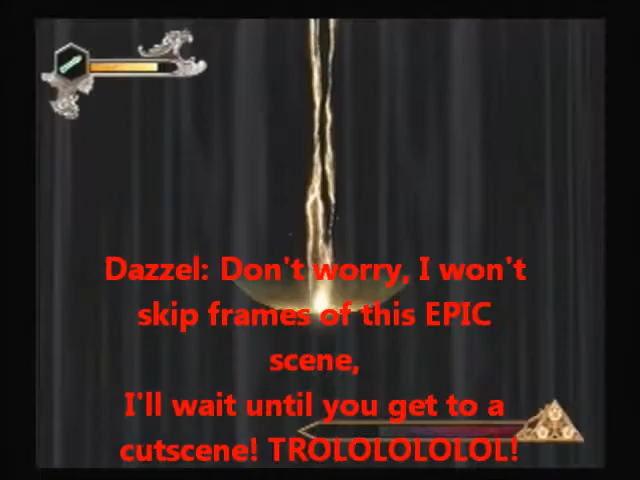 Dazzel: Don't worry, I won't
skip frames of this EPIC
scene,
I'll wait until you get to a
cutscene! TROLOLOLOLOL!